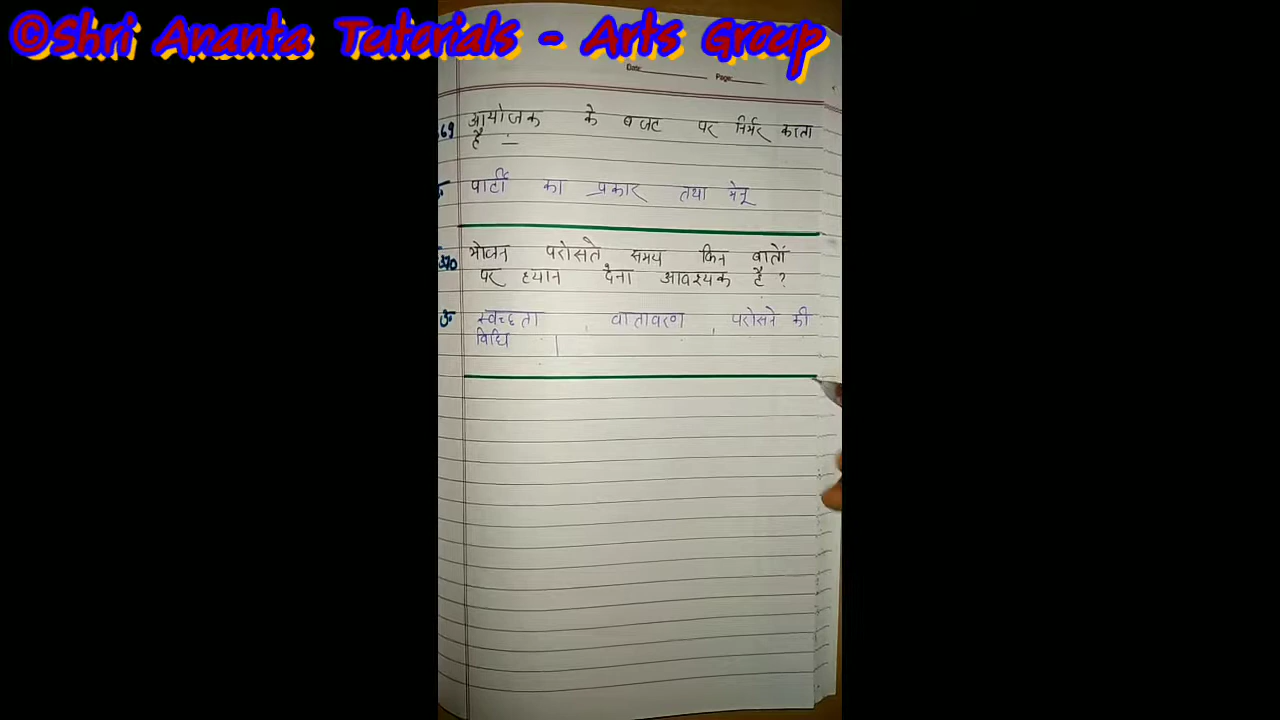 ©Shri Ananta Tutorials - Arts Group
Date: Page:
आयोजक के बजट पर निर्भर करता
है :-
पार्टी का प्रकार तथा मेनू
भोजन परोसते समय किन बातों
पर ध्यान देना आवश्यक है ?
स्वच्छता , वातावरण , परोसने की
विधि |